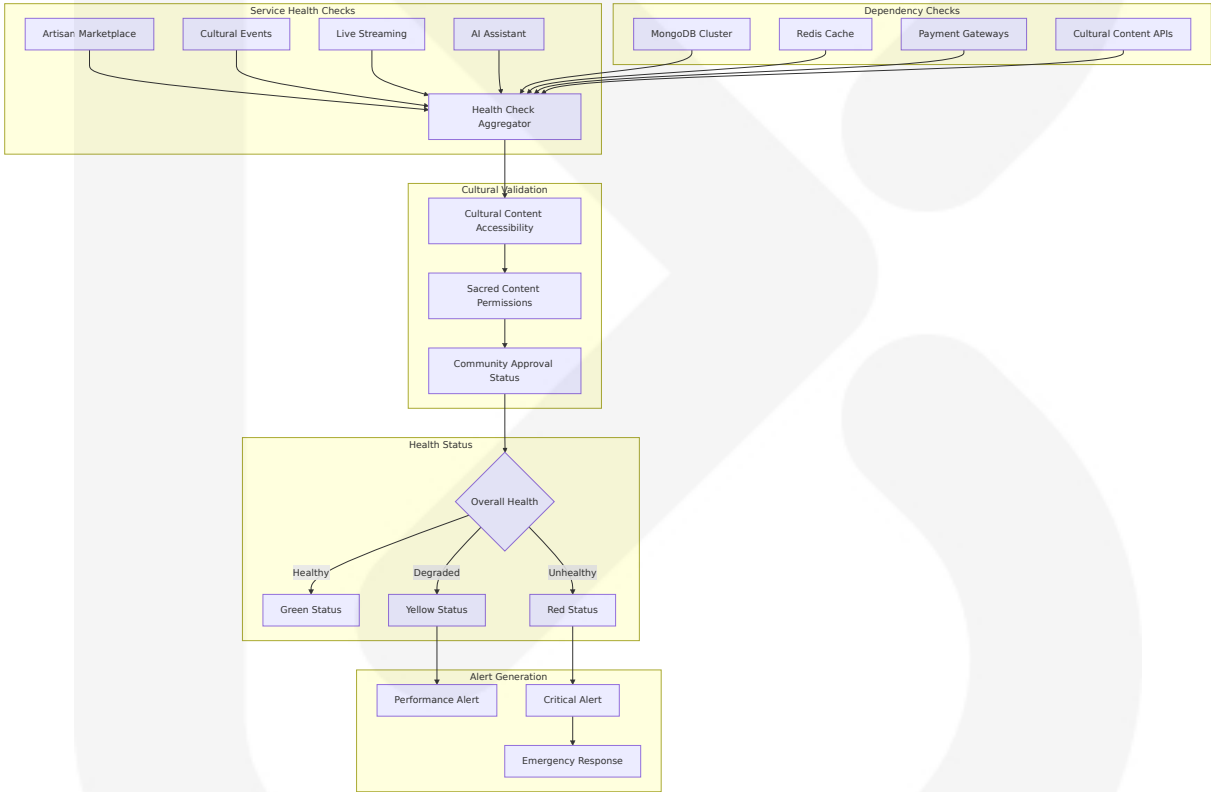 Service Health Checks
Dependency Checks
Artisan Marketplace
Cultural Events
Live Streaming
AI Assistant
MongoDB Cluster
Redis Cache
Payment Gateways
Cultural Content APIs
Health Check
Aggregator
Cultural Validation
Cultural Content
Accessibility
Sacred Content
Permissions
Community Approval
Status
Health Status
Overall Health
Healthy
Degraded
Unhealthy
Green Status
Yellow Status
Red Status
Alert Generation
Performance Alert
Critical Alert
Emergency Response